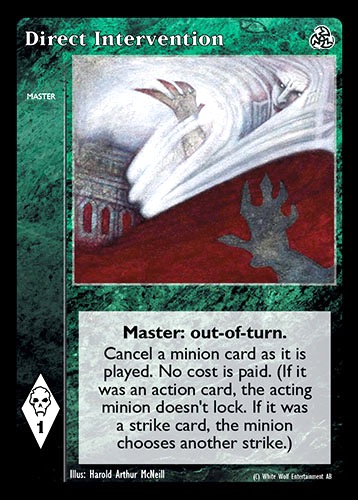 Direct Intervention
MASTER
Master: out-of-turn.
Cancel a minion card as it is
played. No cost is paid. (If it
was an action card, the acting
minion doesn't lock. If it was
a strike card, the minion
chooses another strike.)
1
Illus: Harold Arthur McNeill
(C) White Wolf Entertainment AB